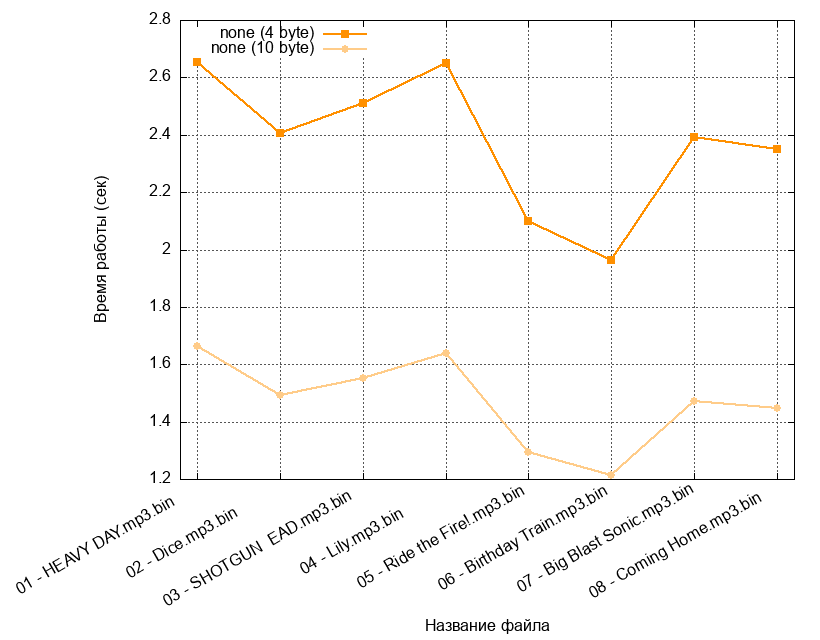 none (4 byte)
none (10 byte)
2.8
2.6
2.4
2.2
2
1.8
1.6
1.4
1.2
Время работы (сек)
01 - HEAVY DAY.mp3.bin
02 - Dice.mp3.bin
03 - SHOTGUN  EAD.mp3.bin
04 - Lily.mp3.bin
05 - Ride the Fire!.mp3.bin
06 - Birthday Train.mp3.bin
07 - Big Blast Sonic.mp3.bin
08 - Coming Home.mp3.bin
Название файла